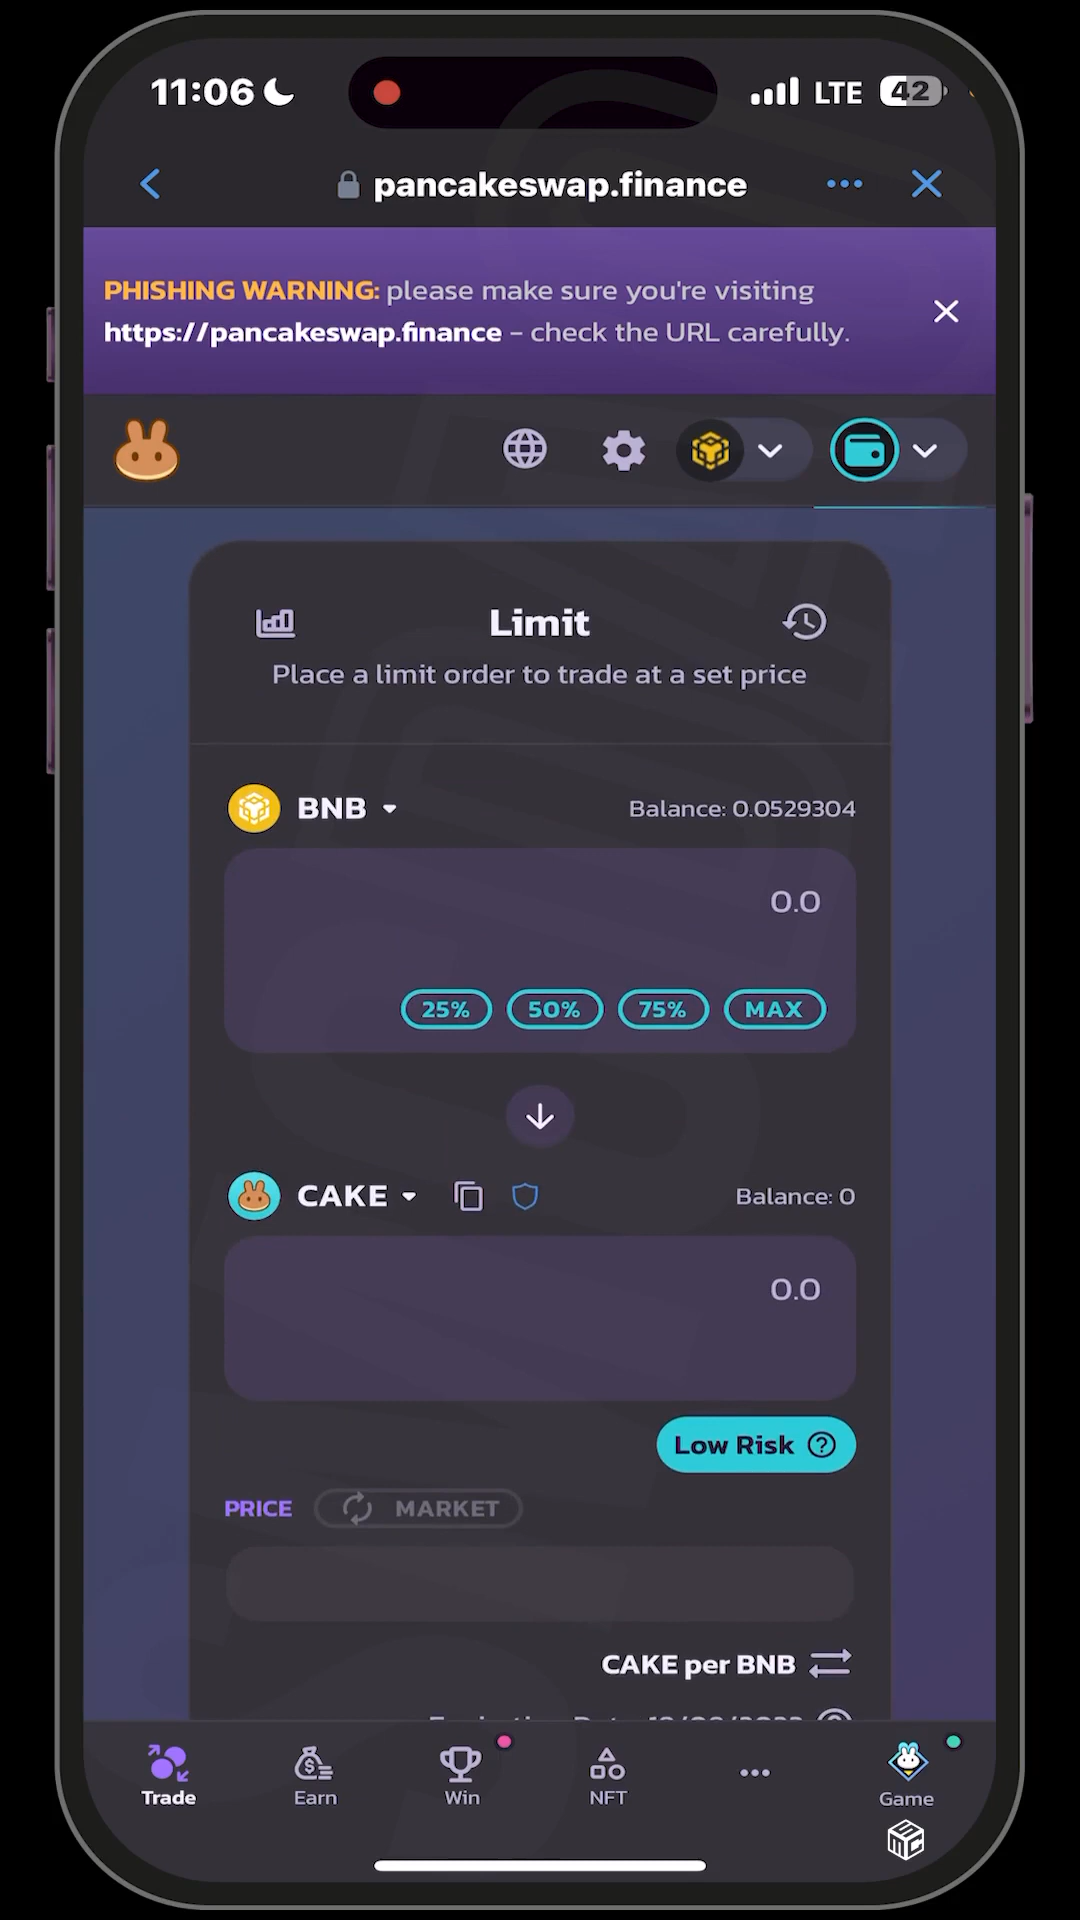 11:06
LTE 42
pancakeswap.finance
PHISHING WARNING: please make sure you're visiting
https://pancakeswap.finance - check the URL carefully.
Limit
Place a limit order to trade at a set price
BNB
Balance: 0.0529304
0.0
25% 50% 75% MAX
CAKE
Balance: 0
0.0
Low Risk
PRICE MARKET
CAKE per BNB
Trade Earn Win NFT Game
SMC